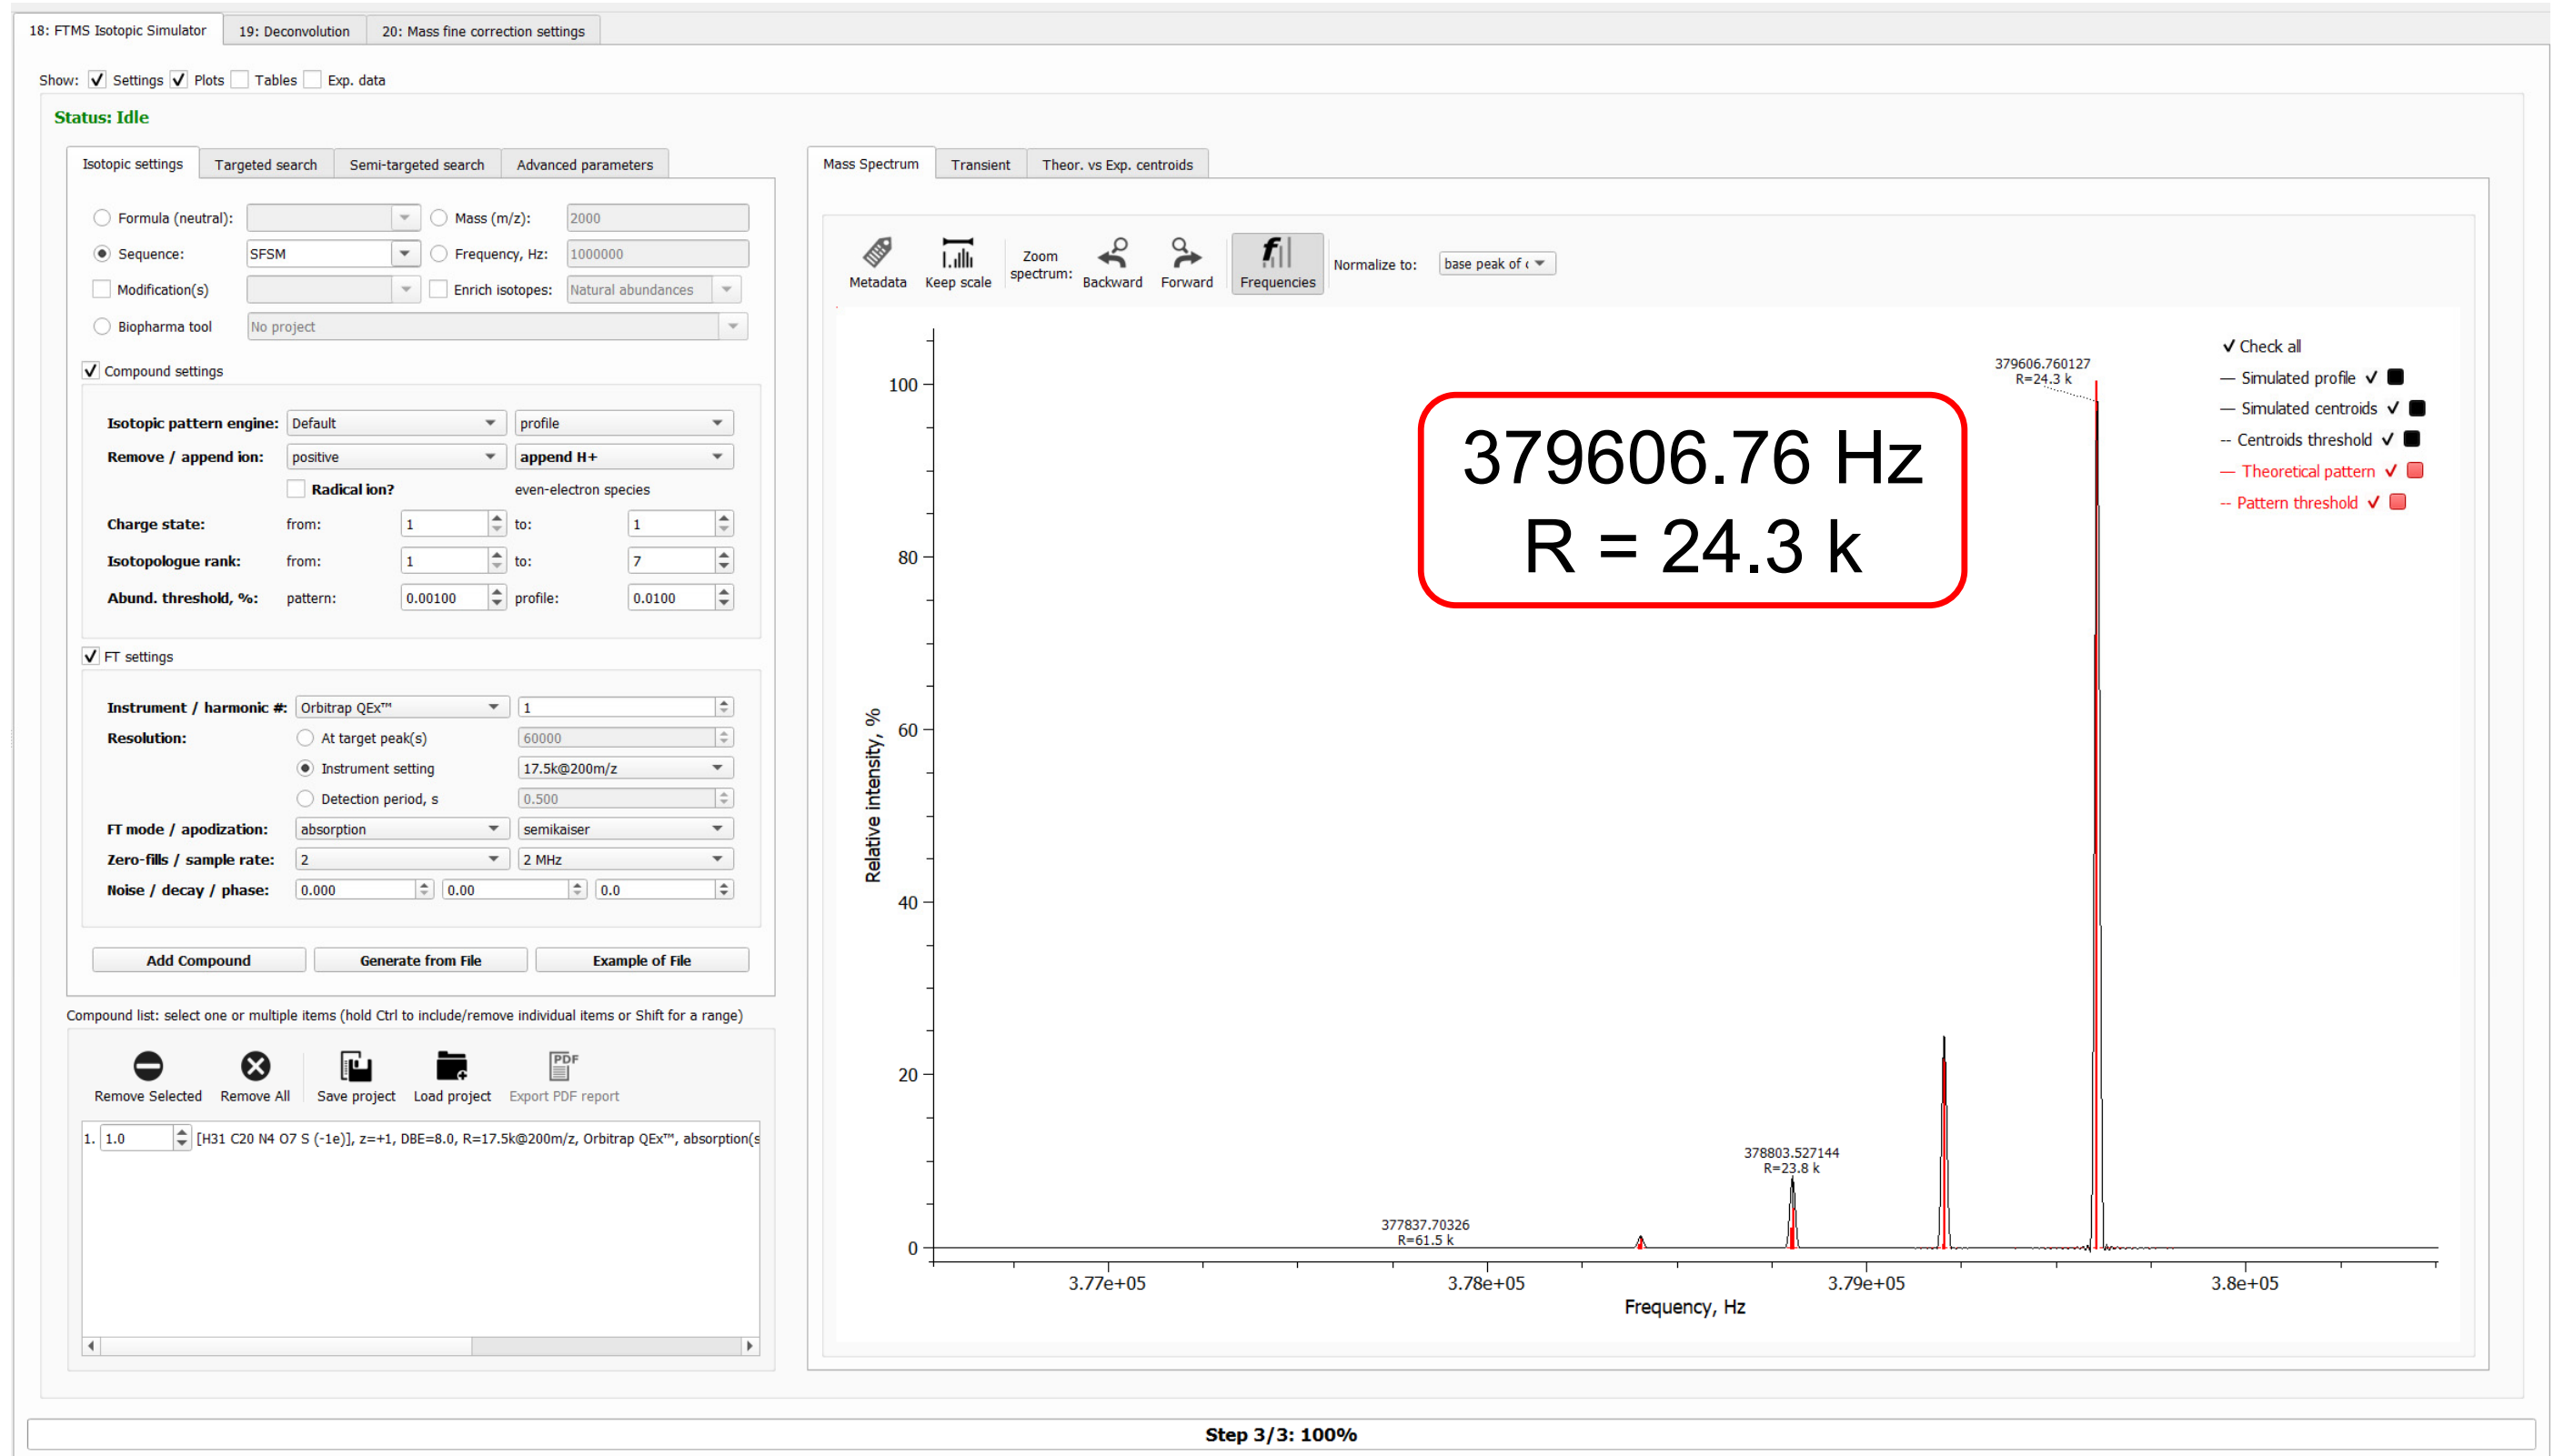 18: FTMS Isotopic Simulator 19: Deconvolution 20: Mass fine correction settings
Show: Settings Plots Tables Exp. data
Status: Idle
Isotopic settings Targeted search Semi-targeted search Advanced parameters
Formula (neutral): Mass (m/z): 2000
Sequence: SFSM Frequency, Hz: 1000000
Modification(s) Enrich isotopes: Natural abundances
Biopharma tool No project
Compound settings
Isotopic pattern engine: Default profile
Remove / append ion: positive append H+
Radical ion? even-electron species
Charge state: from: 1 to: 1
Isotopologue rank: from: 1 to: 7
Abund. threshold, %: pattern: 0.00100 profile: 0.0100
FT settings
Instrument / harmonic #: Orbitrap QEx™ 1
Resolution: At target peak(s) 60000
Instrument setting 17.5k@200m/z
Detection period, s 0.500
FT mode / apodization: absorption semikaiser
Zero-fills / sample rate: 2 2 MHz
Noise / decay / phase: 0.000 0.00 0.0
Add Compound Generate from File Example of File
Compound list: select one or multiple items (hold Ctrl to include/remove individual items or Shift for a range)
PDF
Remove Selected Remove All Save project Load project Export PDF report
1. 1.0 [H31 C20 N4 O7 S (-1e)], z=+1, DBE=8.0, R=17.5k@200m/z, Orbitrap QEx™, absorption(s
Mass Spectrum Transient Theor. vs Exp. centroids
Metadata Keep scale Zoom spectrum: Backward Forward f Frequencies Normalize to: base peak of c
Check all
Simulated profile
Simulated centroids
-- Centroids threshold
Theoretical pattern
-- Pattern threshold
379606.760127
R=24.3 k
379606.76 Hz
R = 24.3 k
378803.527144
R=23.8 k
377837.70326
R=61.5 k
Relative intensity, %
100
80
60
40
20
0
3.77e+05 3.78e+05 3.79e+05 3.8e+05
Frequency, Hz
Step 3/3: 100%